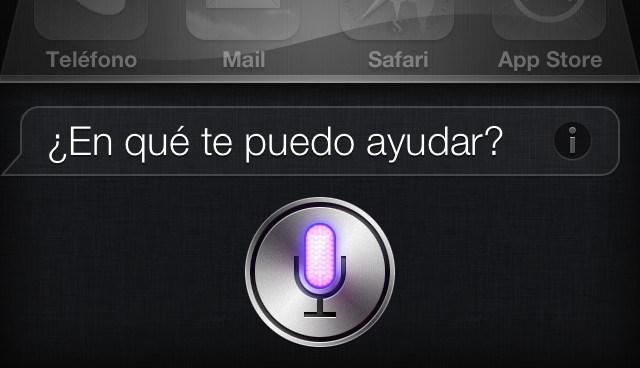 Teléfono Mail Safari App Store
¿En qué te puedo ayudar?
i